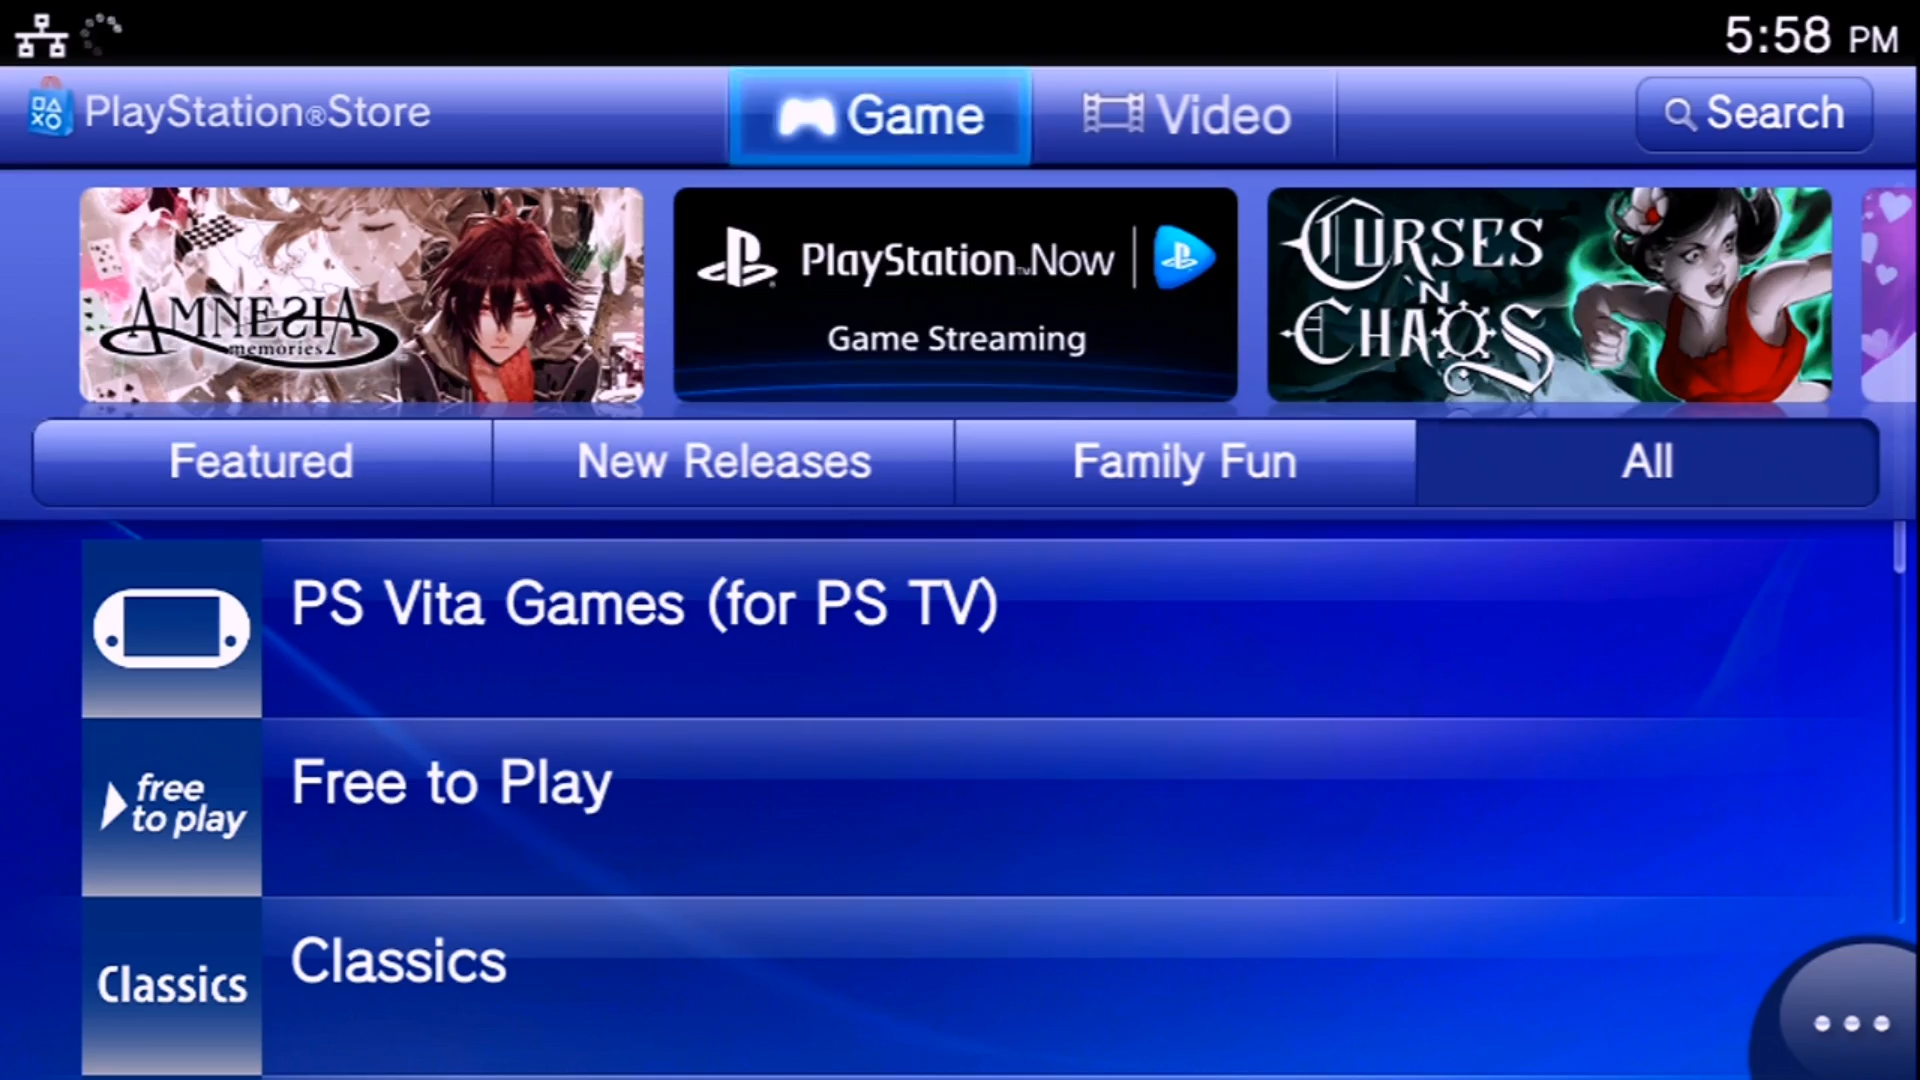 5:58 PM
PlayStation®Store
Game
Video
Search
AMNESIA
memories
PlayStation™Now
Game Streaming
CURSES
'N
CHAOS
Featured
New Releases
Family Fun
All
PS Vita Games (for PS TV)
free
to play
Free to Play
Classics
Classics